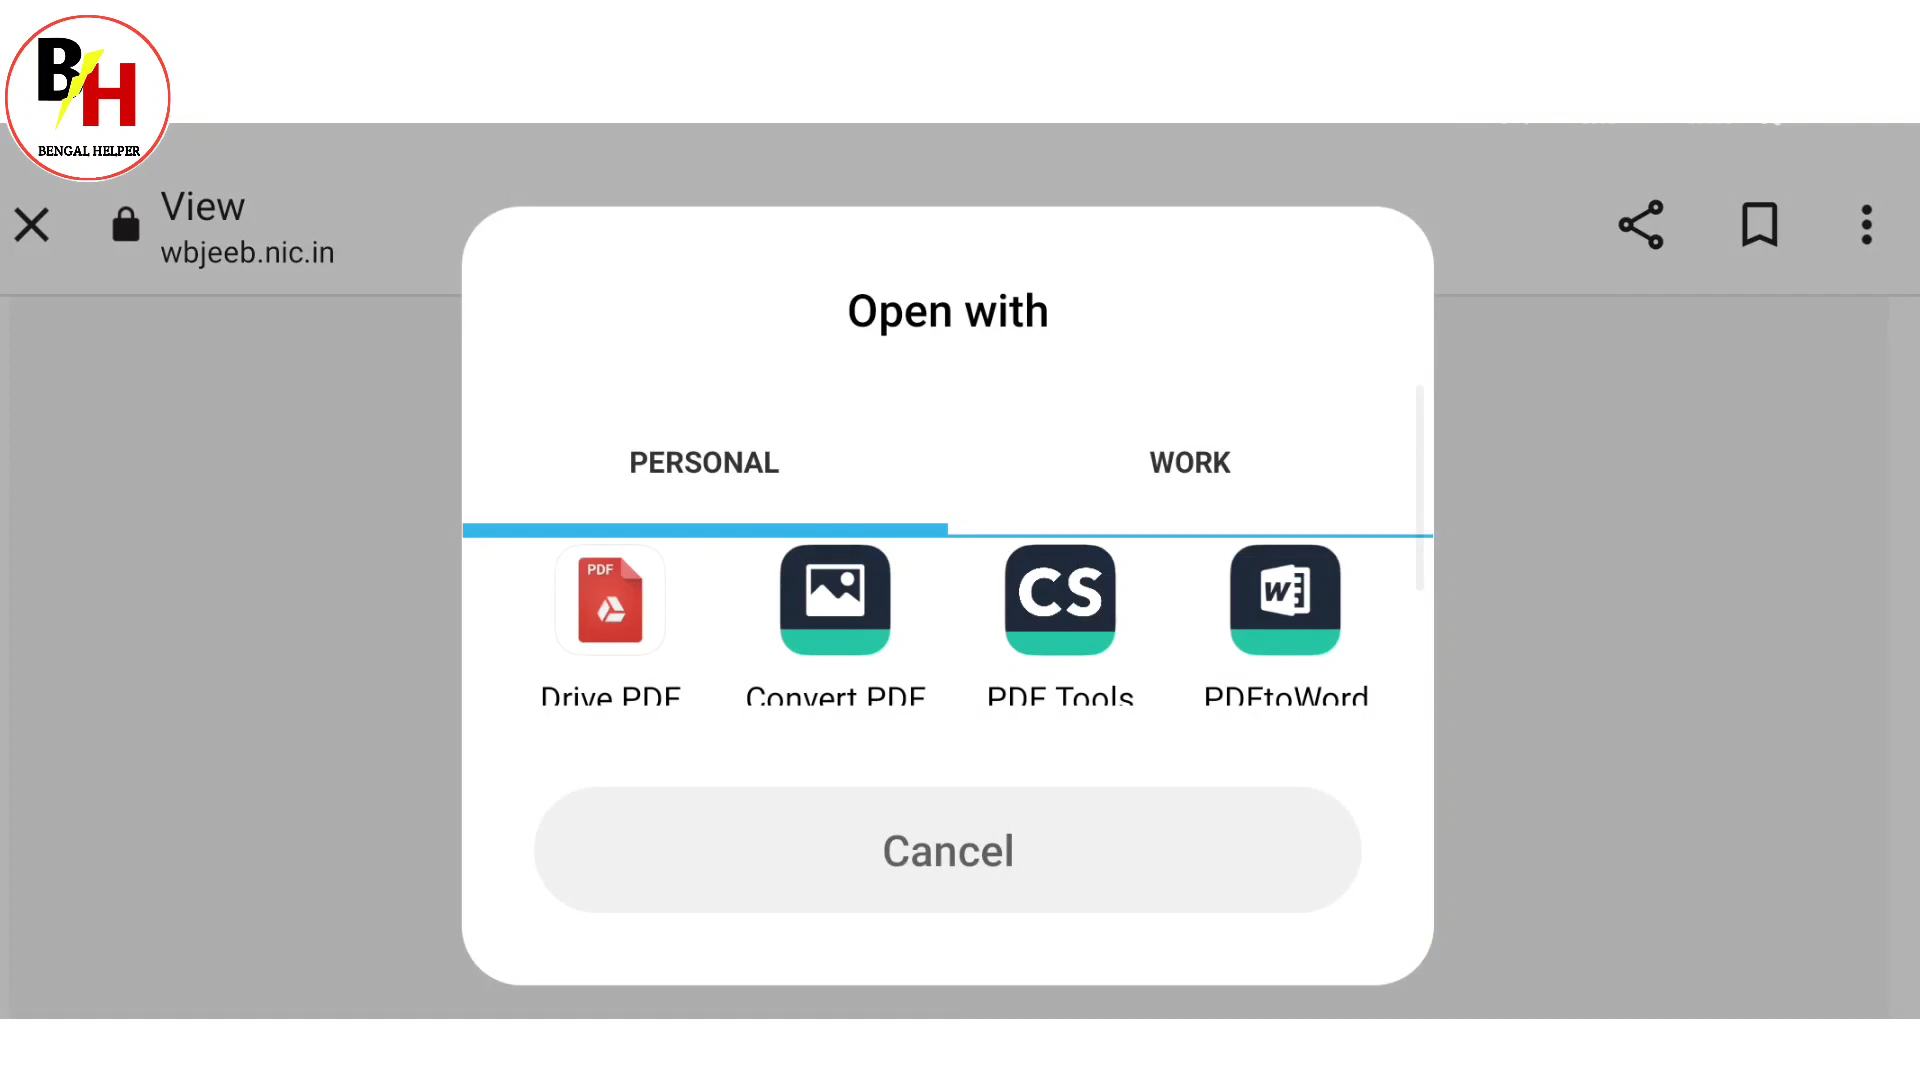 BH
BENGAL HELPER
View
wbjeeb.nic.in
Open with
PERSONAL
WORK
PDF
CS
W
Drive PDF
Convert PDF
PDF Tools
PDFtoWord
Cancel